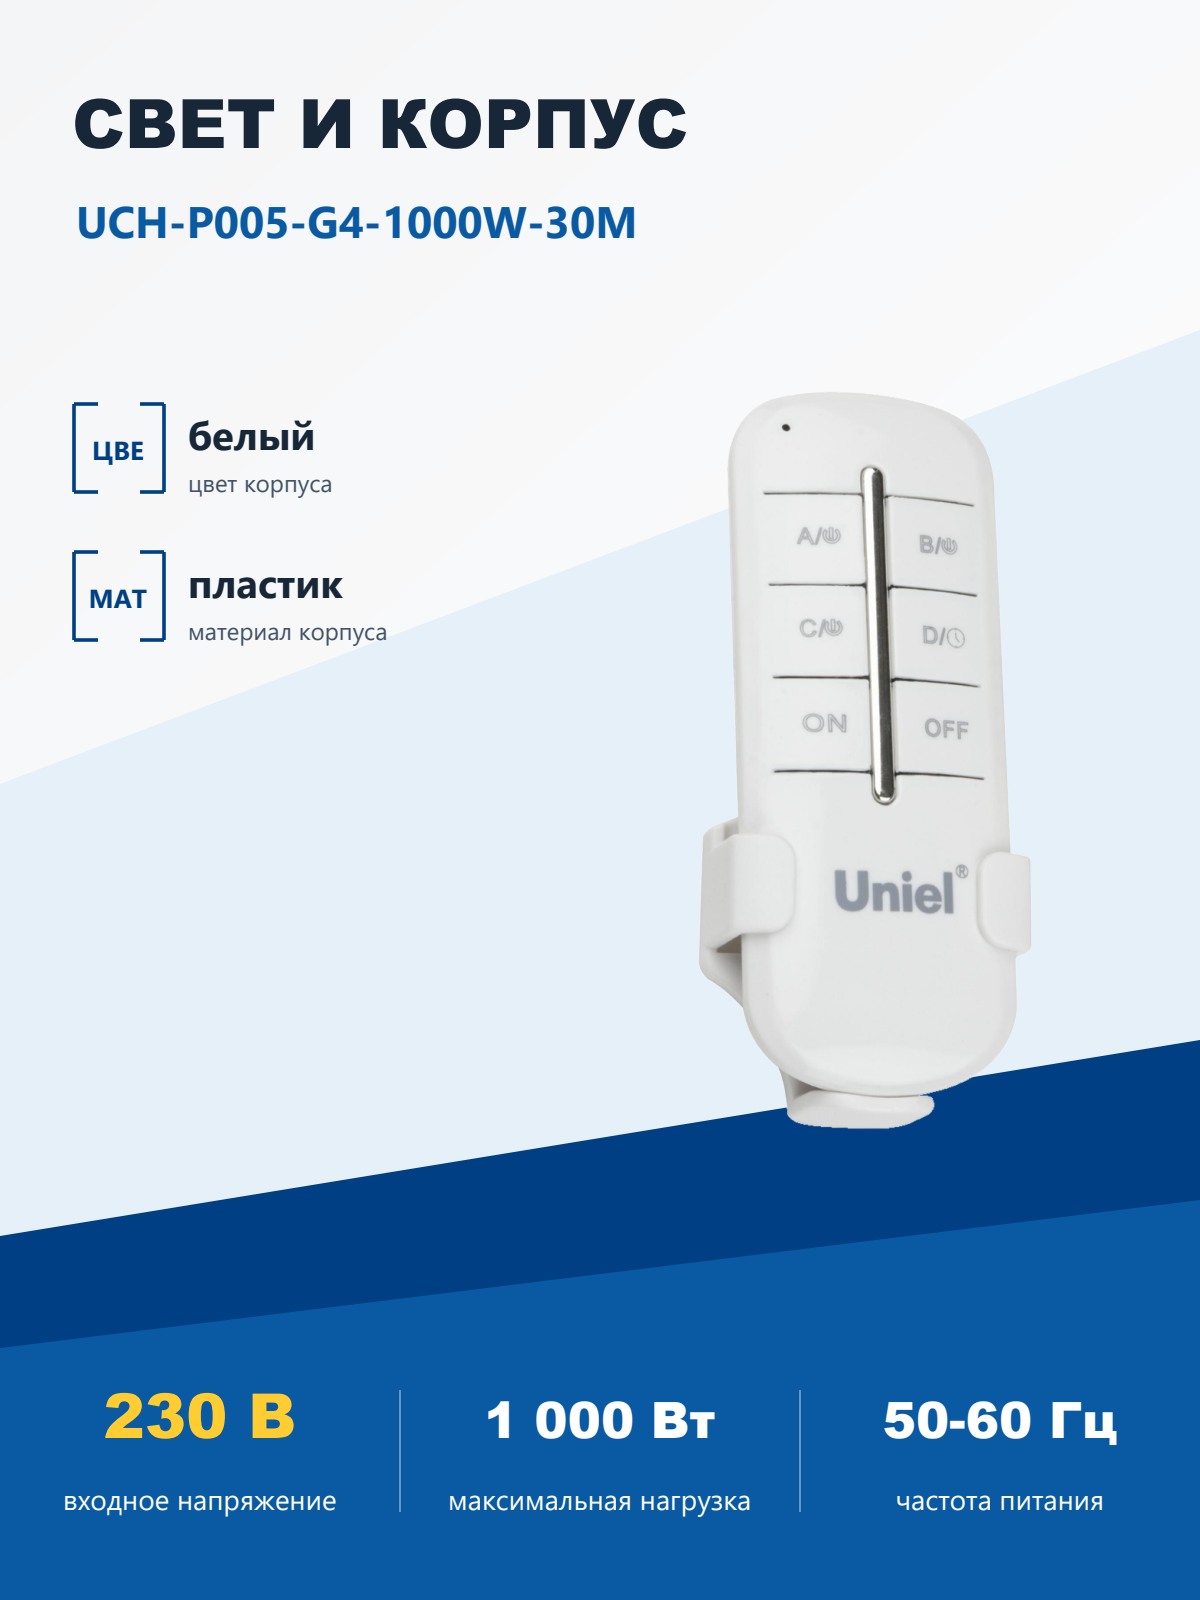 СВЕТ И КОРПУС
UCH-P005-G4-1000W-30M
ЦВЕ
белый
цвет корпуса
МАТ
пластик
материал корпуса
A/ B/
C/ D/
ON OFF
Uniel®
230 В
входное напряжение
1 000 Вт
максимальная нагрузка
50-60 Гц
частота питания